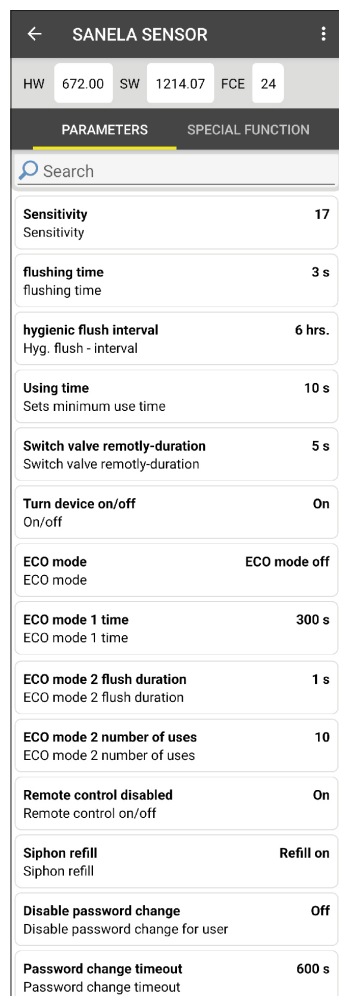 SANELA SENSOR
HW 672.00 SW 1214.07 FCE 24
PARAMETERS SPECIAL FUNCTION
Search
Sensitivity 17
Sensitivity
flushing time 3 s
flushing time
hygienic flush interval 6 hrs.
Hyg. flush - interval
Using time 10 s
Sets minimum use time
Switch valve remotly-duration 5 s
Switch valve remotly-duration
Turn device on/off On
On/off
ECO mode ECO mode off
ECO mode
ECO mode 1 time 300 s
ECO mode 1 time
ECO mode 2 flush duration 1 s
ECO mode 2 flush duration
ECO mode 2 number of uses 10
ECO mode 2 number of uses
Remote control disabled On
Remote control on/off
Siphon refill Refill on
Siphon refill
Disable password change Off
Disable password change for user
Password change timeout 600 s
Password change timeout